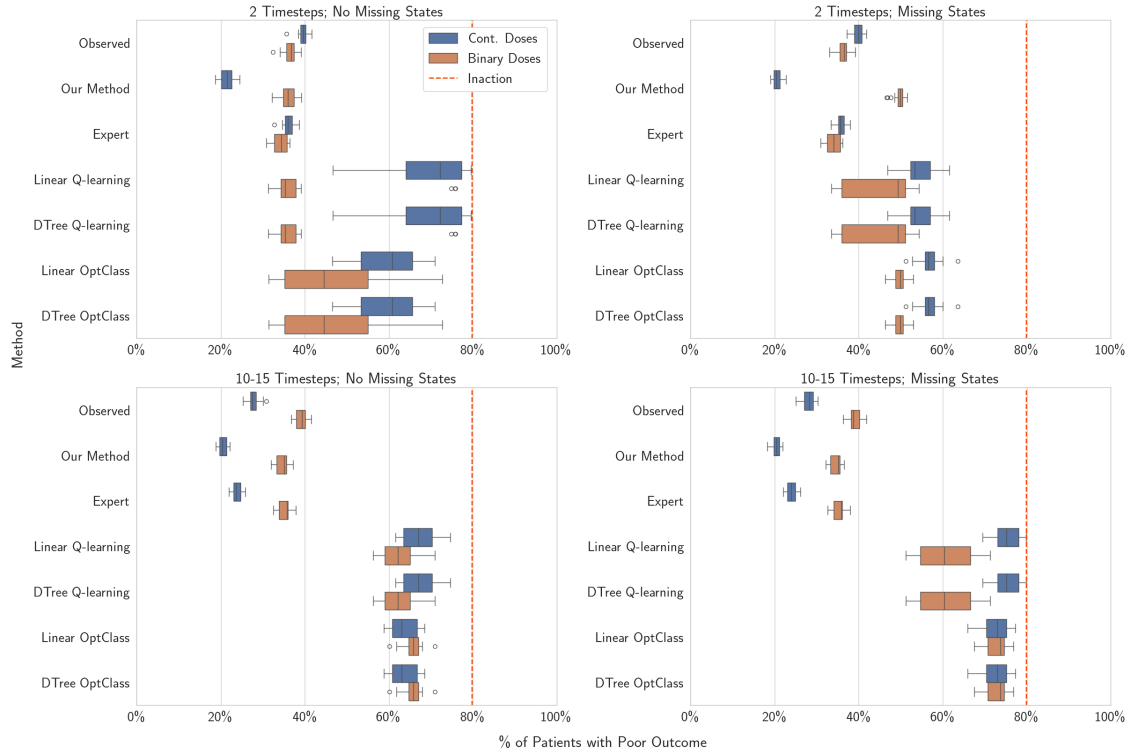 2 Timesteps; No Missing States
Observed
Our Method
Expert
Linear Q-learning
DTree Q-learning
Linear OptClass
DTree OptClass
Cont. Doses
Binary Doses
Inaction
0% 20% 40% 60% 80% 100%
2 Timesteps; Missing States
Observed
Our Method
Expert
Linear Q-learning
DTree Q-learning
Linear OptClass
DTree OptClass
0% 20% 40% 60% 80% 100%
Method
10-15 Timesteps; No Missing States
Observed
Our Method
Expert
Linear Q-learning
DTree Q-learning
Linear OptClass
DTree OptClass
0% 20% 40% 60% 80% 100%
10-15 Timesteps; Missing States
Observed
Our Method
Expert
Linear Q-learning
DTree Q-learning
Linear OptClass
DTree OptClass
0% 20% 40% 60% 80% 100%
% of Patients with Poor Outcome